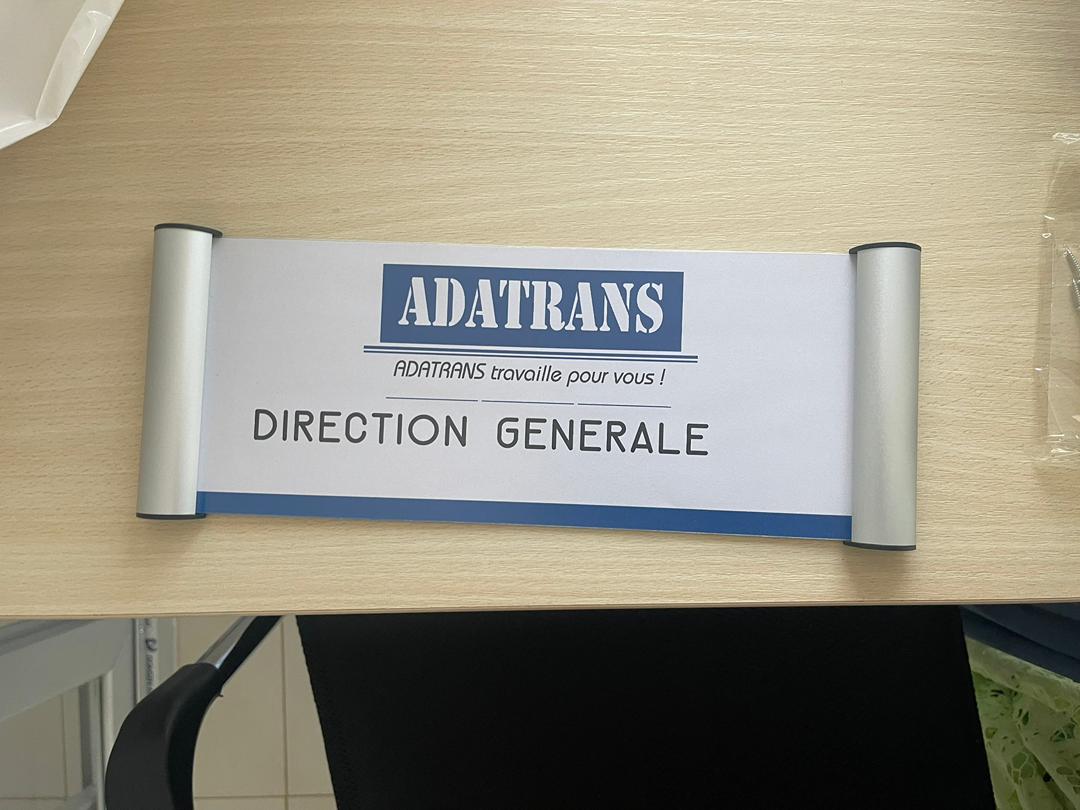 ADATRANS
ADATRANS travaille pour vous !
DIRECTION GENERALE